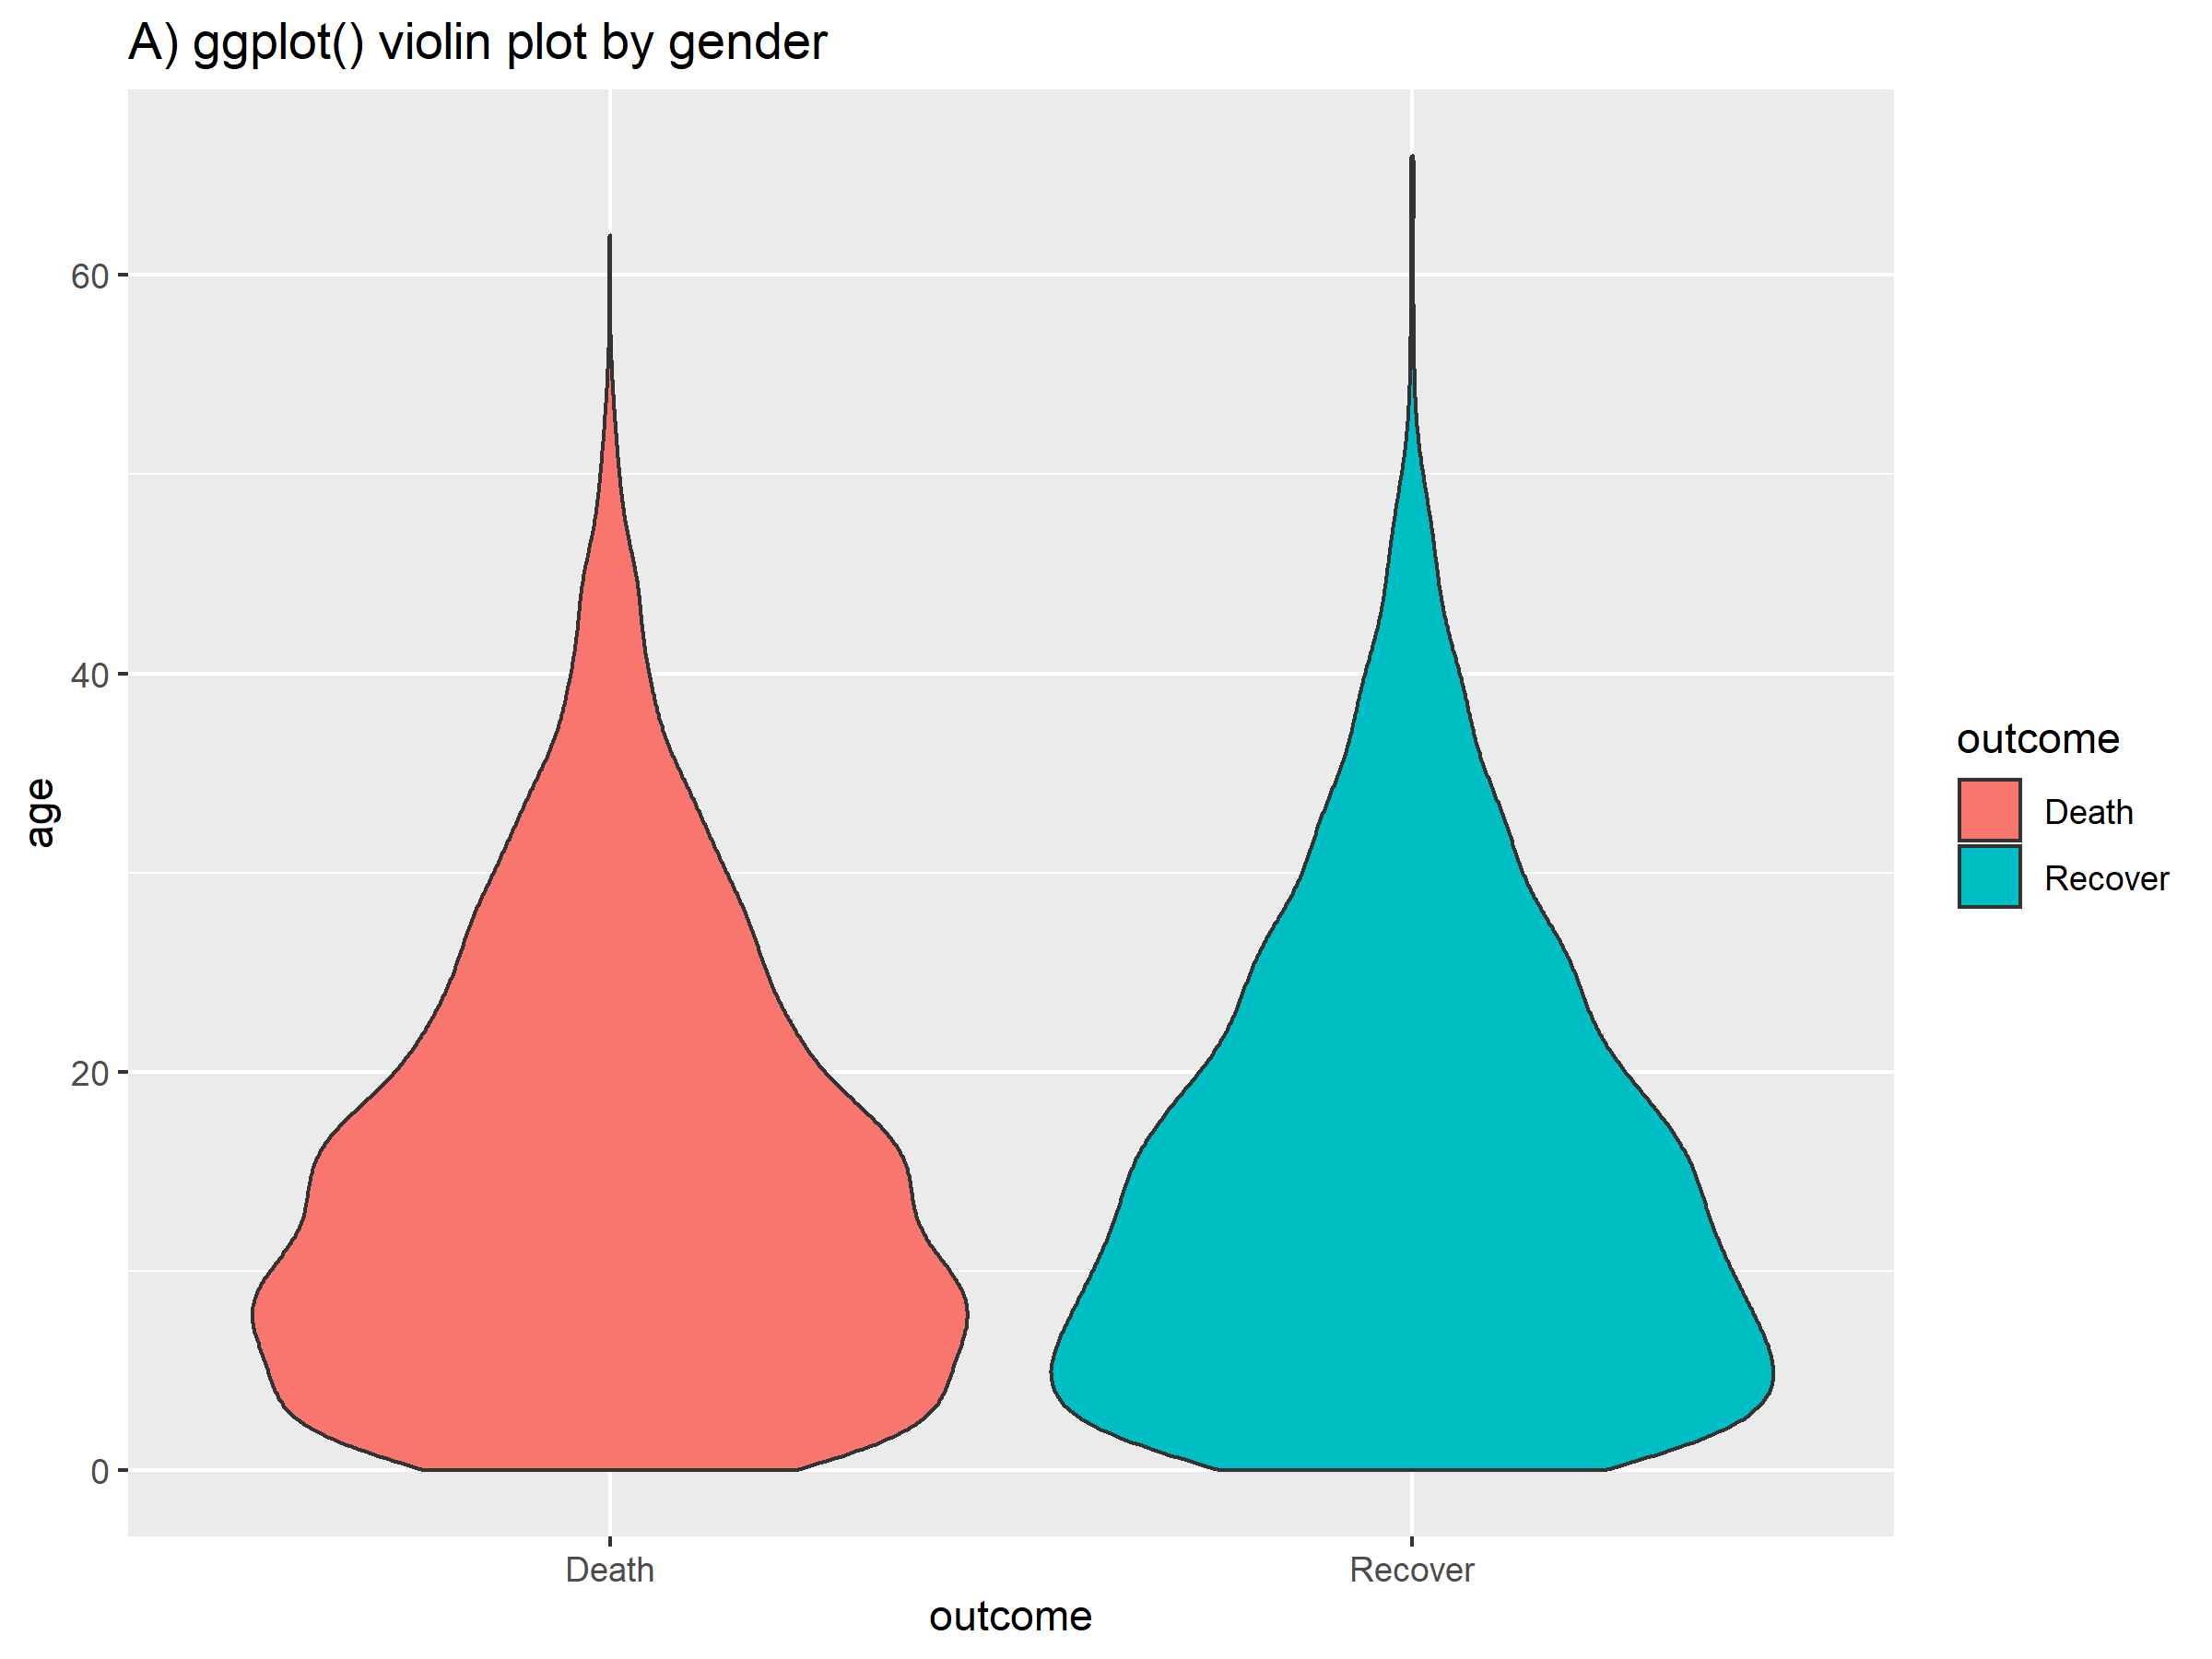 A) ggplot() violin plot by gender
60
40
20
0
age
Death
Recover
outcome
outcome
Death
Recover